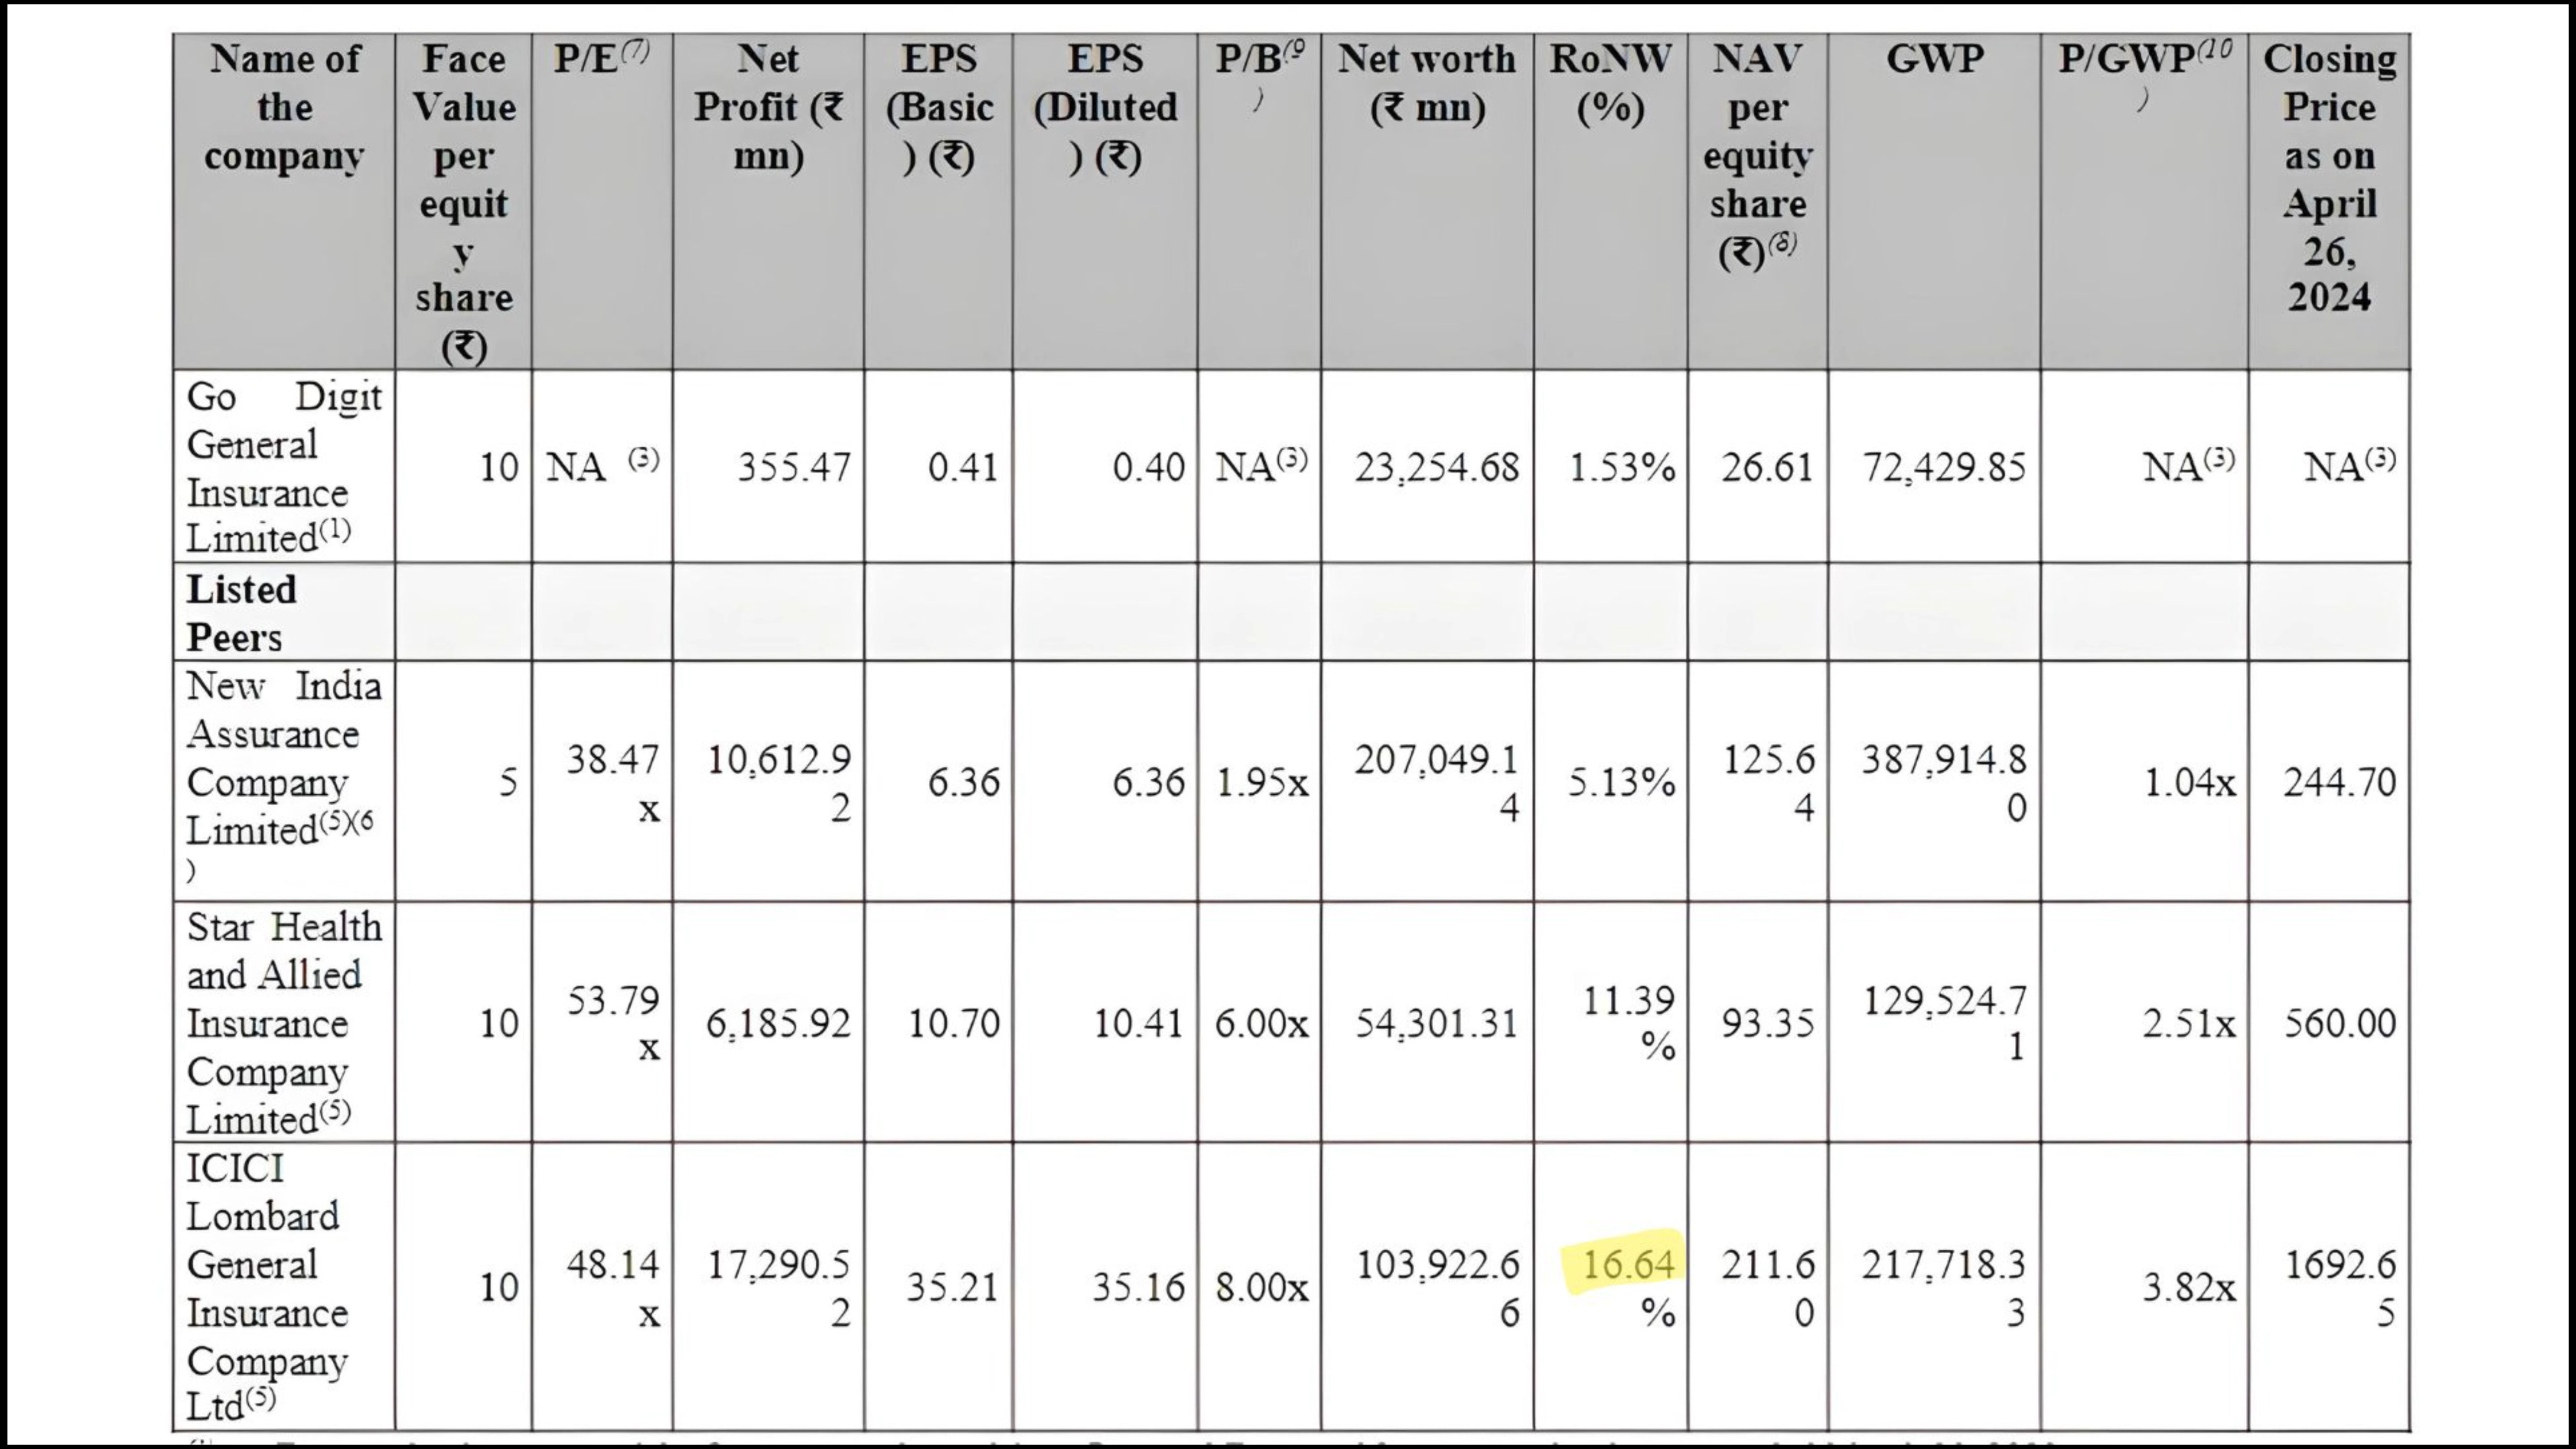 Name of the company | Face Value per equity share (₹) | P/E(7) | Net Profit (₹ mn) | EPS (Basic) (₹) | EPS (Diluted) (₹) | P/B(9) | Net worth (₹ mn) | RoNW (%) | NAV per equity share (₹)(8) | GWP | P/GWP(10) | Closing Price as on April 26, 2024
Go Digit General Insurance Limited(1) | 10 | NA (3) | 355.47 | 0.41 | 0.40 | NA(3) | 23,254.68 | 1.53% | 26.61 | 72,429.85 | NA(3) | NA(3)
Listed Peers
New India Assurance Company Limited(5)(6) | 5 | 38.47x | 10,612.92 | 6.36 | 6.36 | 1.95x | 207,049.14 | 5.13% | 125.64 | 387,914.80 | 1.04x | 244.70
Star Health and Allied Insurance Company Limited(5) | 10 | 53.79x | 6,185.92 | 10.70 | 10.41 | 6.00x | 54,301.31 | 11.39% | 93.35 | 129,524.71 | 2.51x | 560.00
ICICI Lombard General Insurance Company Ltd(5) | 10 | 48.14x | 17,290.52 | 35.21 | 35.16 | 8.00x | 103,922.66 | 16.64% | 211.60 | 217,718.33 | 3.82x | 1692.65